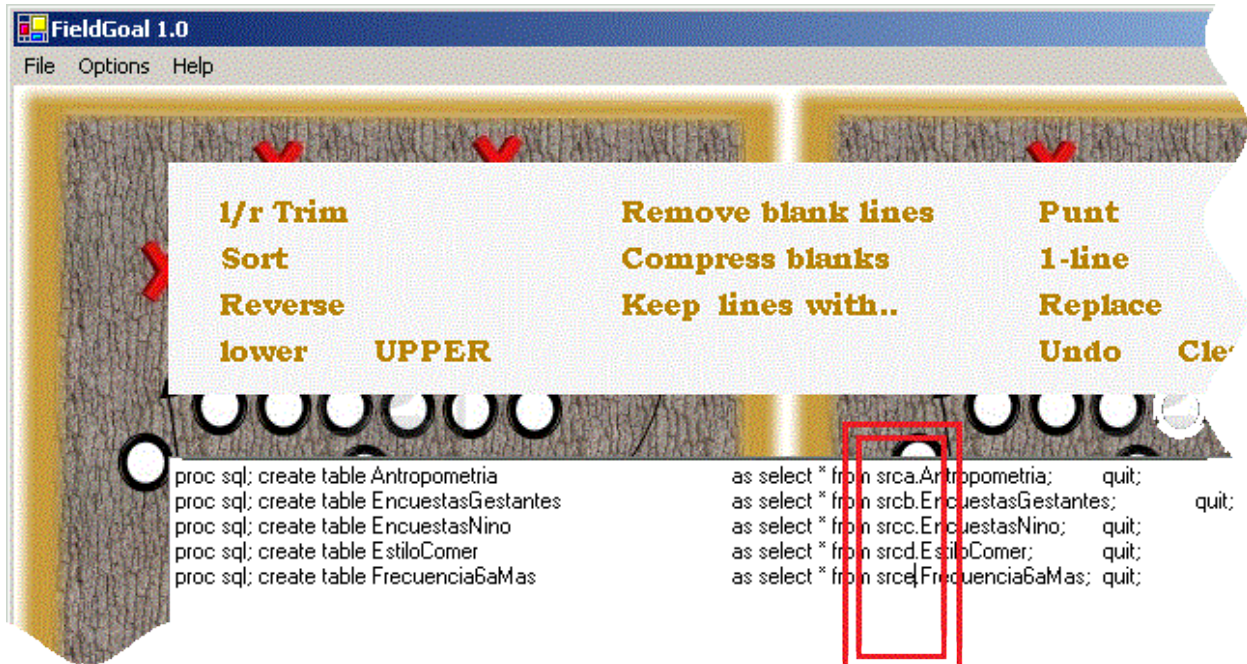 FieldGoal 1.0
File Options Help
l/r Trim Remove blank lines Punt
Sort Compress blanks 1-line
Reverse Keep lines with.. Replace
lower UPPER Undo
proc sql; create table Antropometria as select * from srca.Antropometria; quit;
proc sql; create table EncuestasGestantes as select * from srcb.EncuestasGestantes; quit;
proc sql; create table EncuestasNino as select * from srcc.EncuestasNino; quit;
proc sql; create table EstiloComer as select * from srcd.EstiloComer; quit;
proc sql; create table Frecuencia6aMas as select * from srce.Frecuencia6aMas; quit;